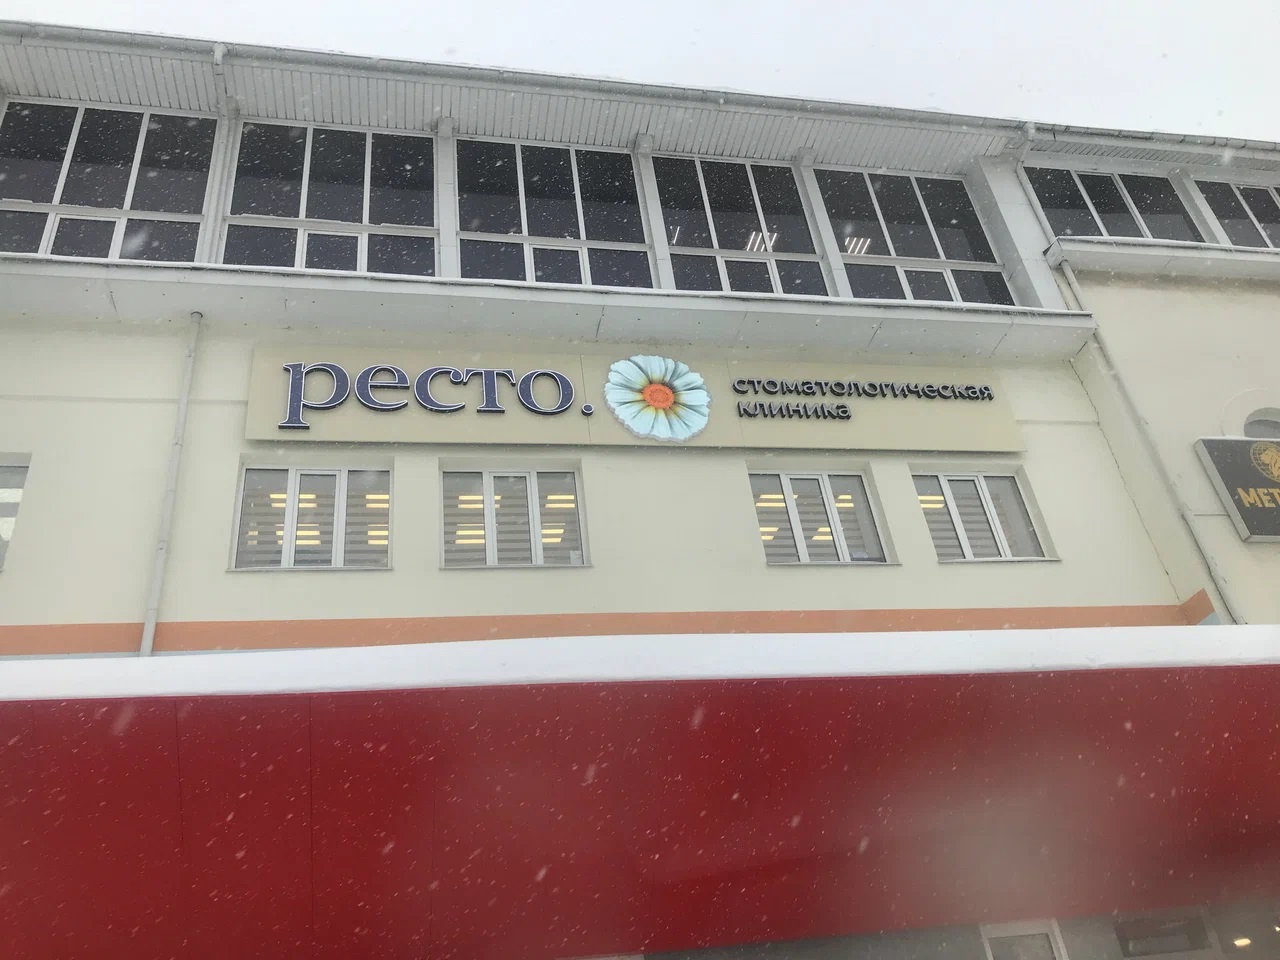 ресто.
стоматологическая
клиника